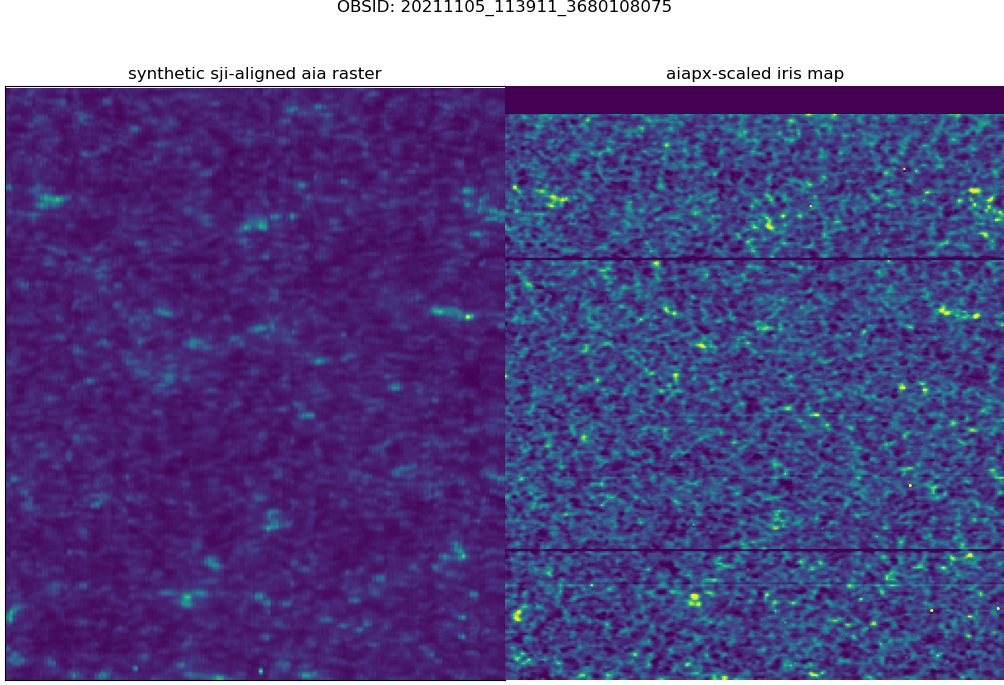 OBSID: 20211105_113911_3680108075
synthetic sji-aligned aia raster
aiapx-scaled iris map